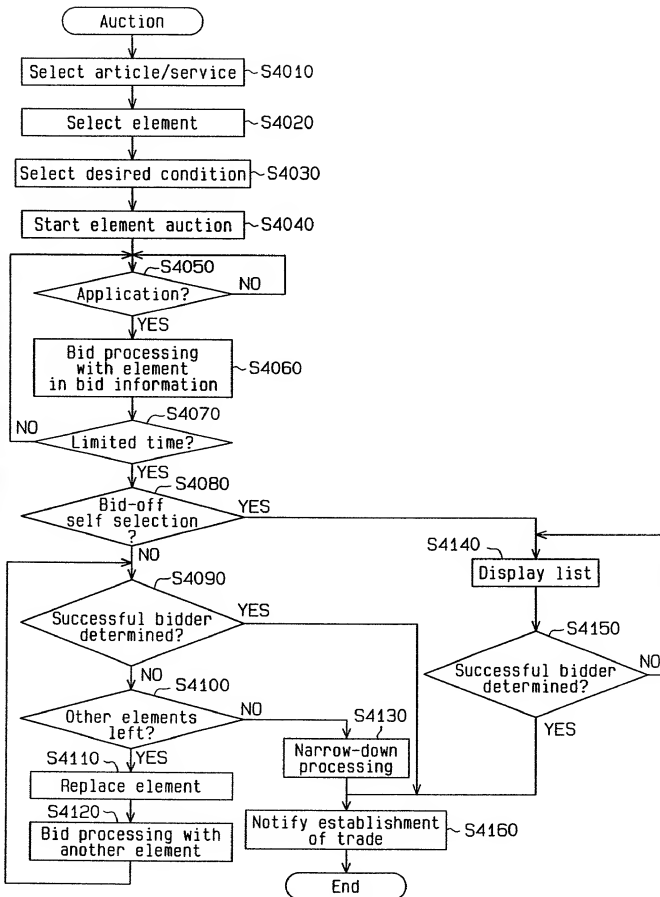 Auction
Select article/service
S4010
Select element
S4020
Select desired condition
S4030
Start element auction
S4040
S4050
Application?
NO
YES
Bid processing
with element
in bid information
S4060
S4070
NO
Limited time?
YES
S4080
Bid-off
self selection
?
YES
NO
S4090
Successful bidder
determined?
YES
NO
S4100
Other elements
left?
NO
YES
S4110
Replace element
S4120
Bid processing with
another element
S4130
Narrow-down
processing
S4140
Display list
S4150
Successful bidder
determined?
NO
YES
Notify establishment
of trade
S4160
End